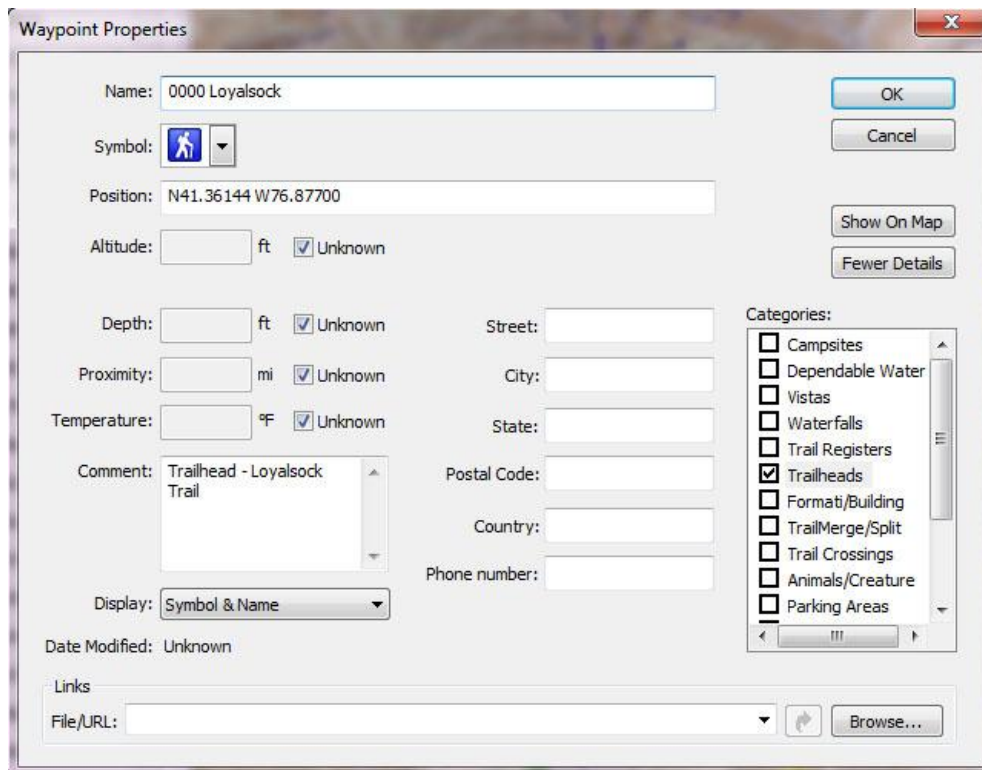 Waypoint Properties
Name: 0000 Loyalsock
OK
Symbol:
Cancel
Position: N41.36144 W76.87700
Show On Map
Altitude: ft Unknown
Fewer Details
Depth: ft Unknown
Proximity: mi Unknown
Temperature: °F Unknown
Comment: Trailhead - Loyalsock
Trail
Display: Symbol & Name
Date Modified: Unknown
Street:
City:
State:
Postal Code:
Country:
Phone number:
Categories:
Campsites
Dependable Water
Vistas
Waterfalls
Trail Registers
Trailheads
Formati/Building
TrailMerge/Split
Trail Crossings
Animals/Creature
Parking Areas
Links
File/URL:
Browse...